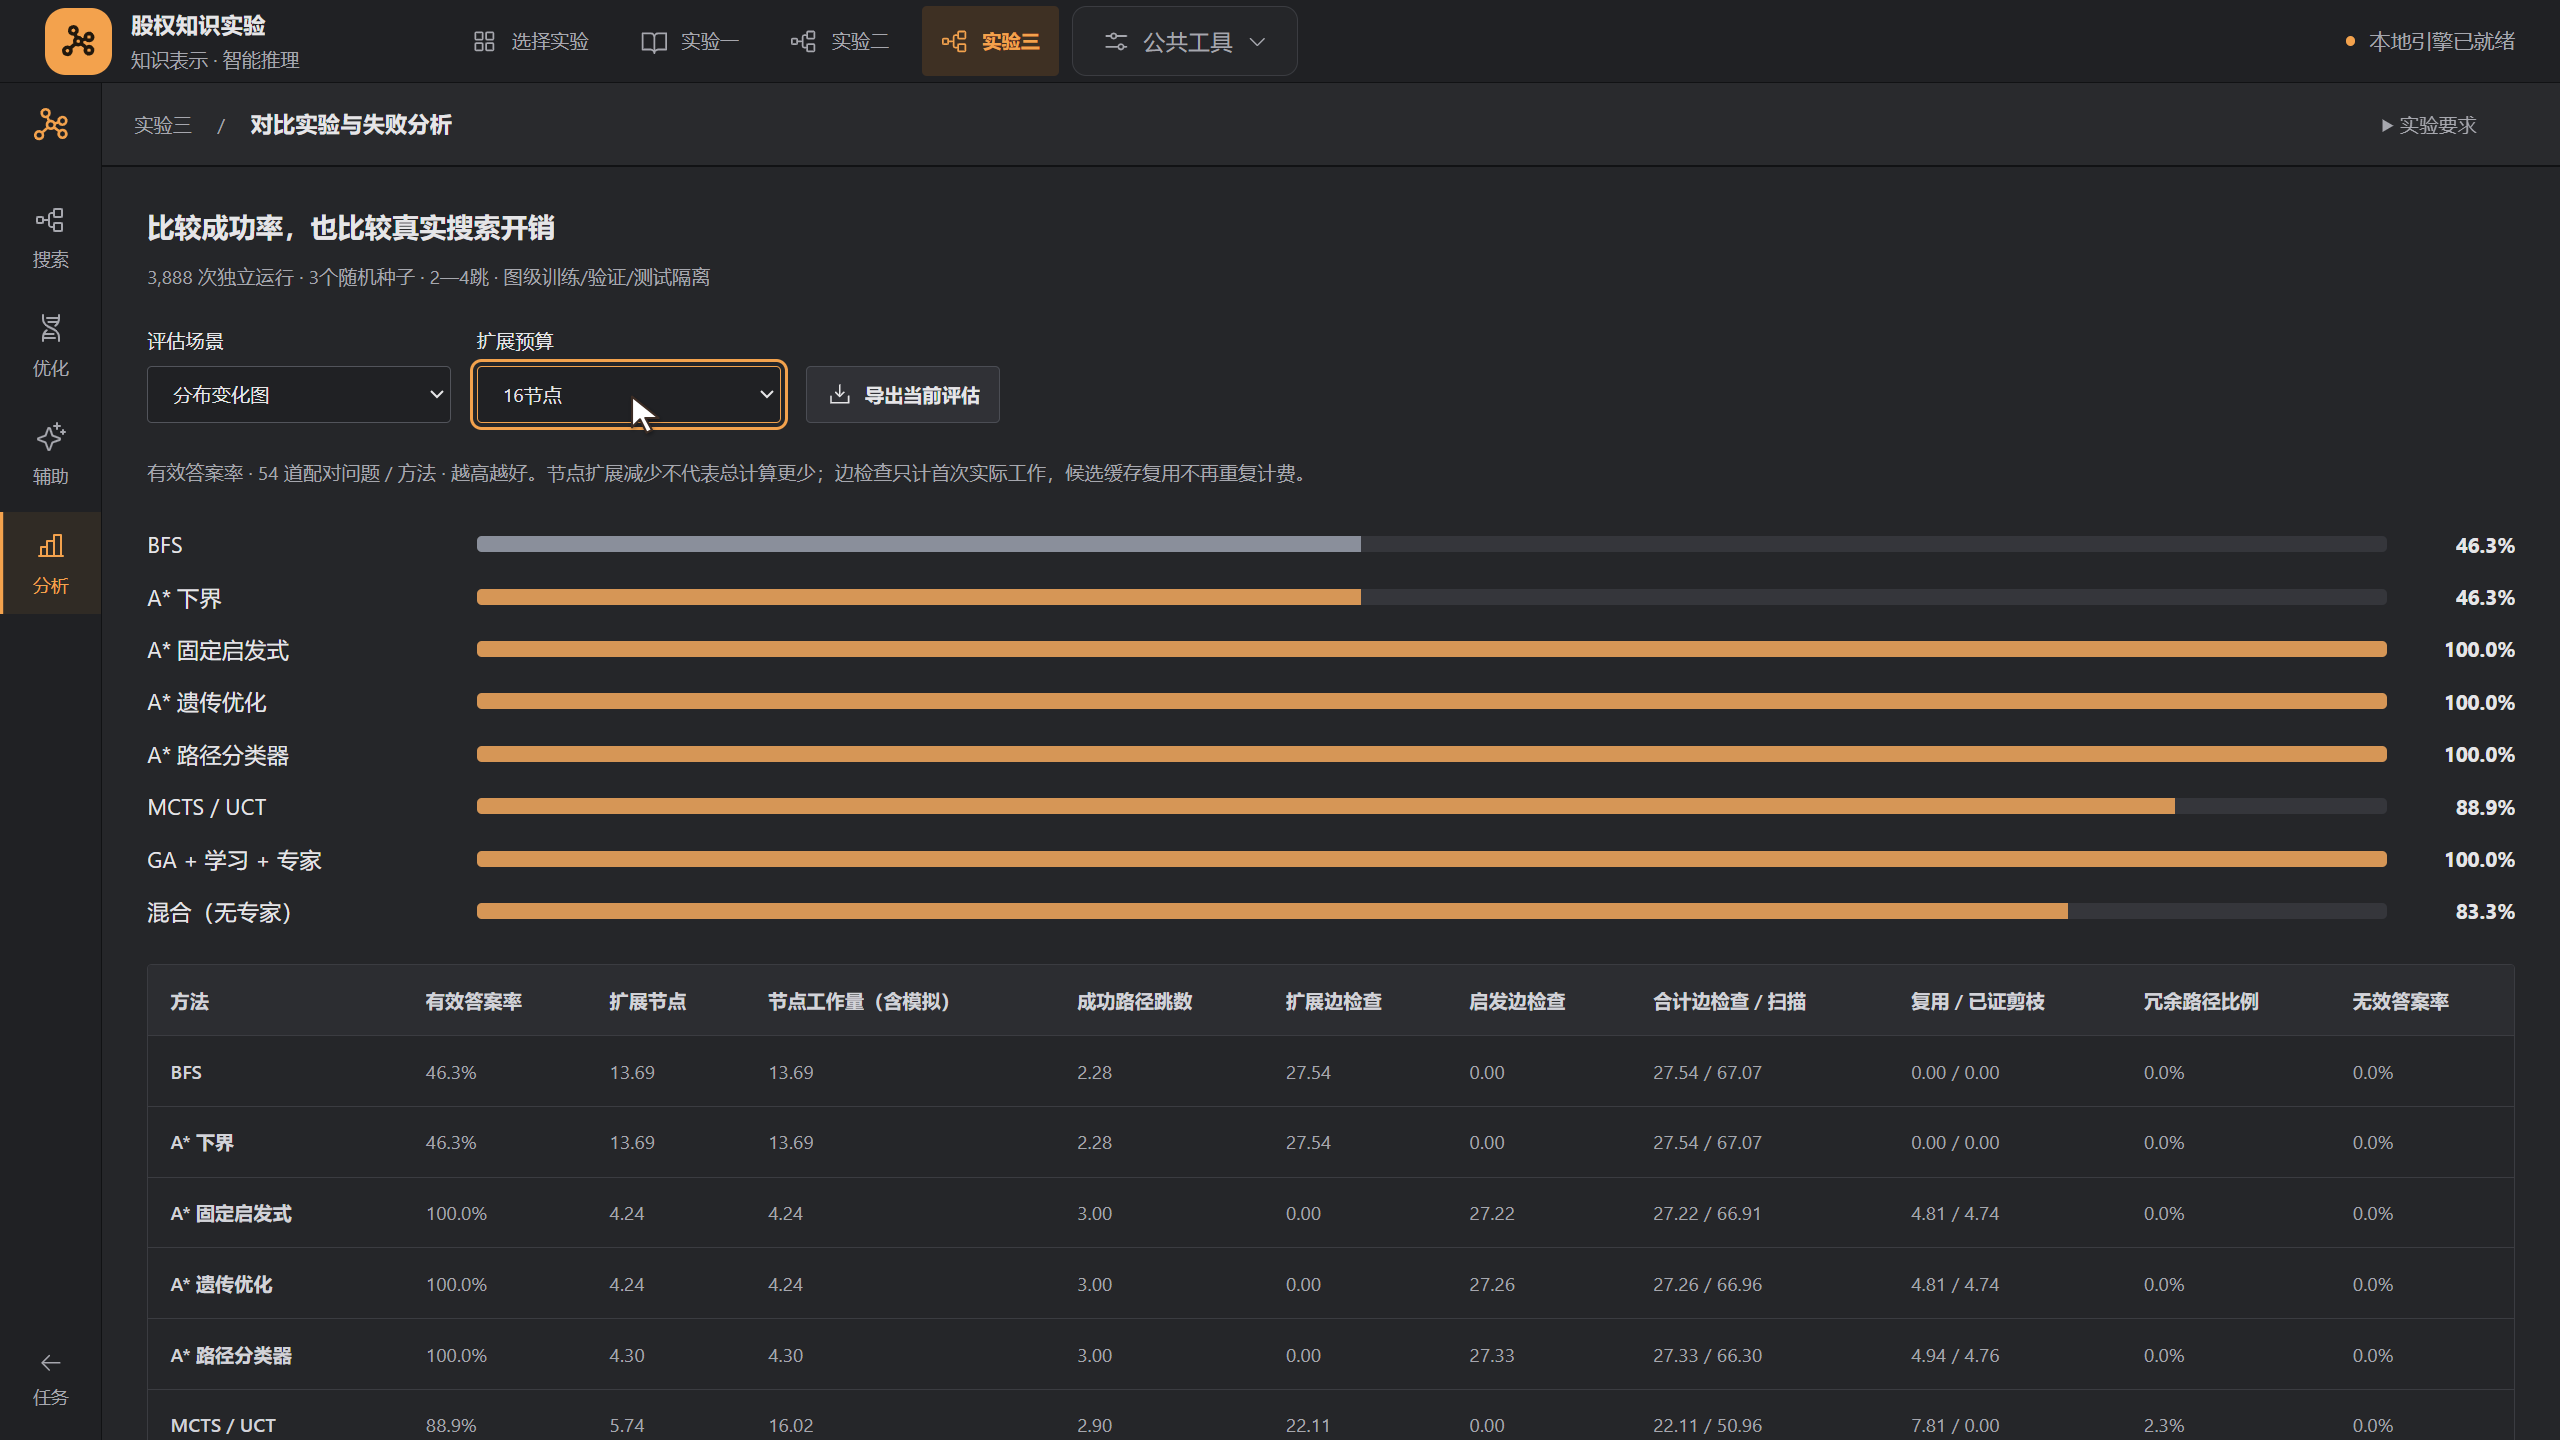 股权知识实验
知识表示 · 智能推理
选择实验
实验一
实验二
实验三
公共工具
本地引擎已就绪
实验三 / 对比实验与失败分析
▶ 实验要求
搜索
优化
辅助
分析
任务
比较成功率，也比较真实搜索开销
3,888 次独立运行 · 3个随机种子 · 2—4跳 · 图级训练/验证/测试隔离
评估场景 扩展预算
分布变化图 16节点 导出当前评估
有效答案率 · 54 道配对问题 / 方法 · 越高越好。节点扩展减少不代表总计算更少；边检查只计首次实际工作，候选缓存复用不再重复计费。
BFS 46.3%
A* 下界 46.3%
A* 固定启发式 100.0%
A* 遗传优化 100.0%
A* 路径分类器 100.0%
MCTS / UCT 88.9%
GA + 学习 + 专家 100.0%
混合（无专家） 83.3%
方法 有效答案率 扩展节点 节点工作量（含模拟） 成功路径跳数 扩展边检查 启发边检查 合计边检查 / 扫描 复用 / 已证剪枝 冗余路径比例 无效答案率
BFS 46.3% 13.69 13.69 2.28 27.54 0.00 27.54 / 67.07 0.00 / 0.00 0.0% 0.0%
A* 下界 46.3% 13.69 13.69 2.28 27.54 0.00 27.54 / 67.07 0.00 / 0.00 0.0% 0.0%
A* 固定启发式 100.0% 4.24 4.24 3.00 0.00 27.22 27.22 / 66.91 4.81 / 4.74 0.0% 0.0%
A* 遗传优化 100.0% 4.24 4.24 3.00 0.00 27.26 27.26 / 66.96 4.81 / 4.74 0.0% 0.0%
A* 路径分类器 100.0% 4.30 4.30 3.00 0.00 27.33 27.33 / 66.30 4.94 / 4.76 0.0% 0.0%
MCTS / UCT 88.9% 5.74 16.02 2.90 22.11 0.00 22.11 / 50.96 7.81 / 0.00 2.3% 0.0%